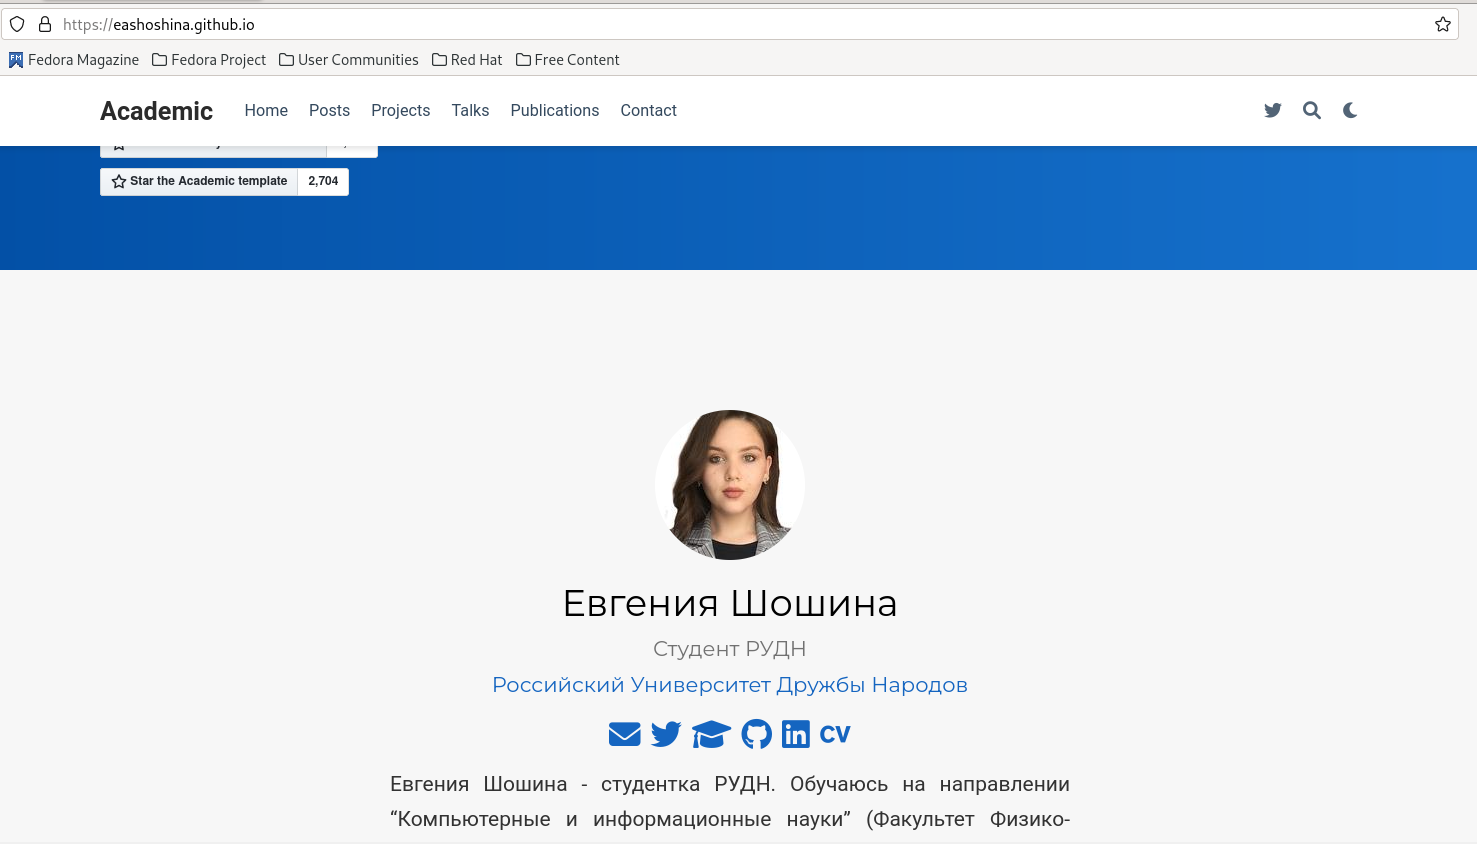 https://eashoshina.github.io
Fedora Magazine Fedora Project User Communities Red Hat Free Content
Academic Home Posts Projects Talks Publications Contact
Star the Academic template 2,704
Евгения Шошина
Студент РУДН
Российский Университет Дружбы Народов
CV
Евгения Шошина - студентка РУДН. Обучаюсь на направлении
“Компьютерные и информационные науки” (Факультет Физико-